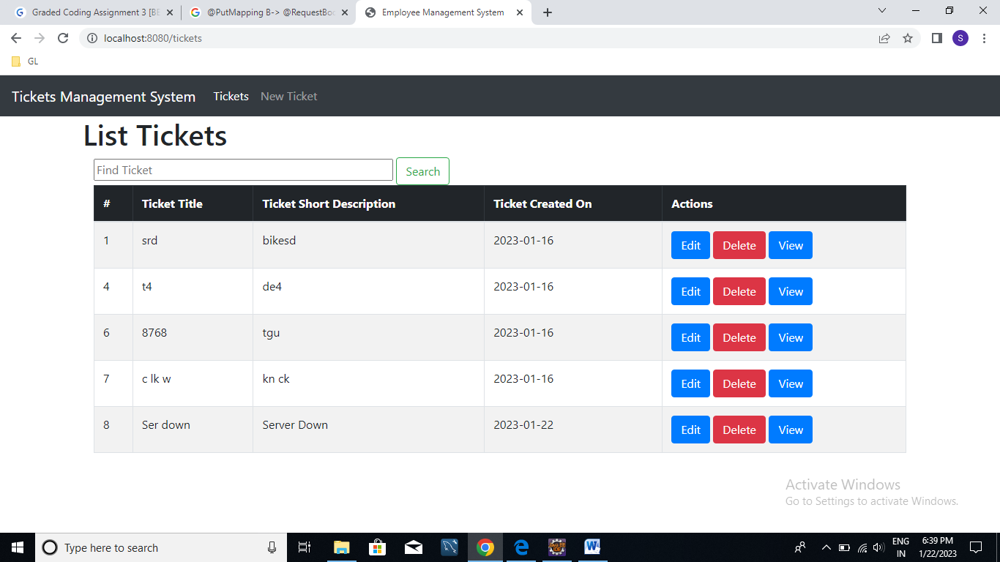 Graded Coding Assignment 3 [BE
@PutMapping B-> @RequestBoc
Employee Management System
localhost:8080/tickets
S
GL
Tickets Management System Tickets New Ticket
List Tickets
Find Ticket Search
# Ticket Title Ticket Short Description Ticket Created On Actions
1 srd bikesd 2023-01-16 Edit Delete View
4 t4 de4 2023-01-16 Edit Delete View
6 8768 tgu 2023-01-16 Edit Delete View
7 c lk w kn ck 2023-01-16 Edit Delete View
8 Ser down Server Down 2023-01-22 Edit Delete View
Activate Windows
Go to Settings to activate Windows.
Type here to search
ENG
IN
6:39 PM
1/22/2023